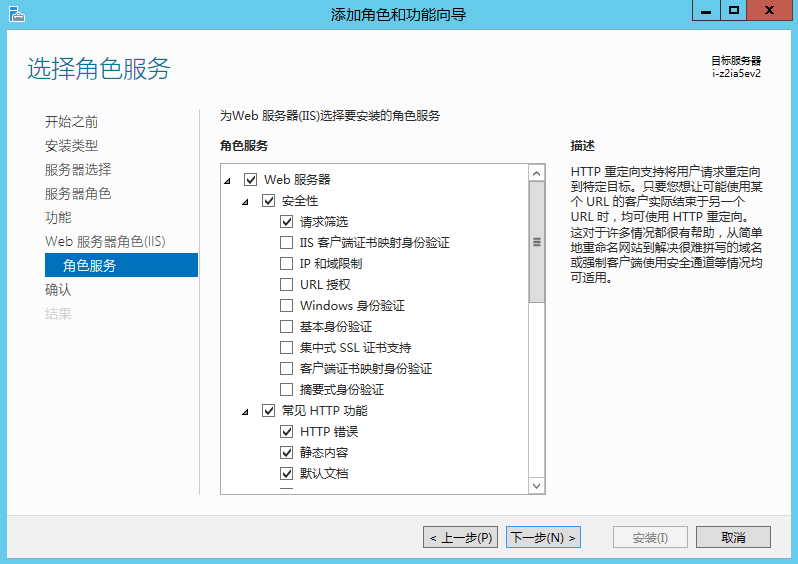 添加角色和功能向导
选择角色服务
目标服务器
i-z2ia5ev2
开始之前
安装类型
服务器选择
服务器角色
功能
Web 服务器角色(IIS)
角色服务
确认
结果
为Web 服务器(IIS)选择要安装的角色服务
角色服务
Web 服务器
安全性
请求筛选
IIS 客户端证书映射身份验证
IP 和域限制
URL 授权
Windows 身份验证
基本身份验证
集中式 SSL 证书支持
客户端证书映射身份验证
摘要式身份验证
常见 HTTP 功能
HTTP 错误
静态内容
默认文档
描述
HTTP 重定向支持将用户请求重定向
到特定目标。只要您想让可能使用某
个 URL 的客户实际结束于另一个
URL 时，均可使用 HTTP 重定向。
这对于许多情况都很有帮助，从简单
地重命名网站到解决很难拼写的域名
或强制客户端使用安全通道等情况均
可适用。
< 上一步(P)
下一步(N) >
安装(I)
取消